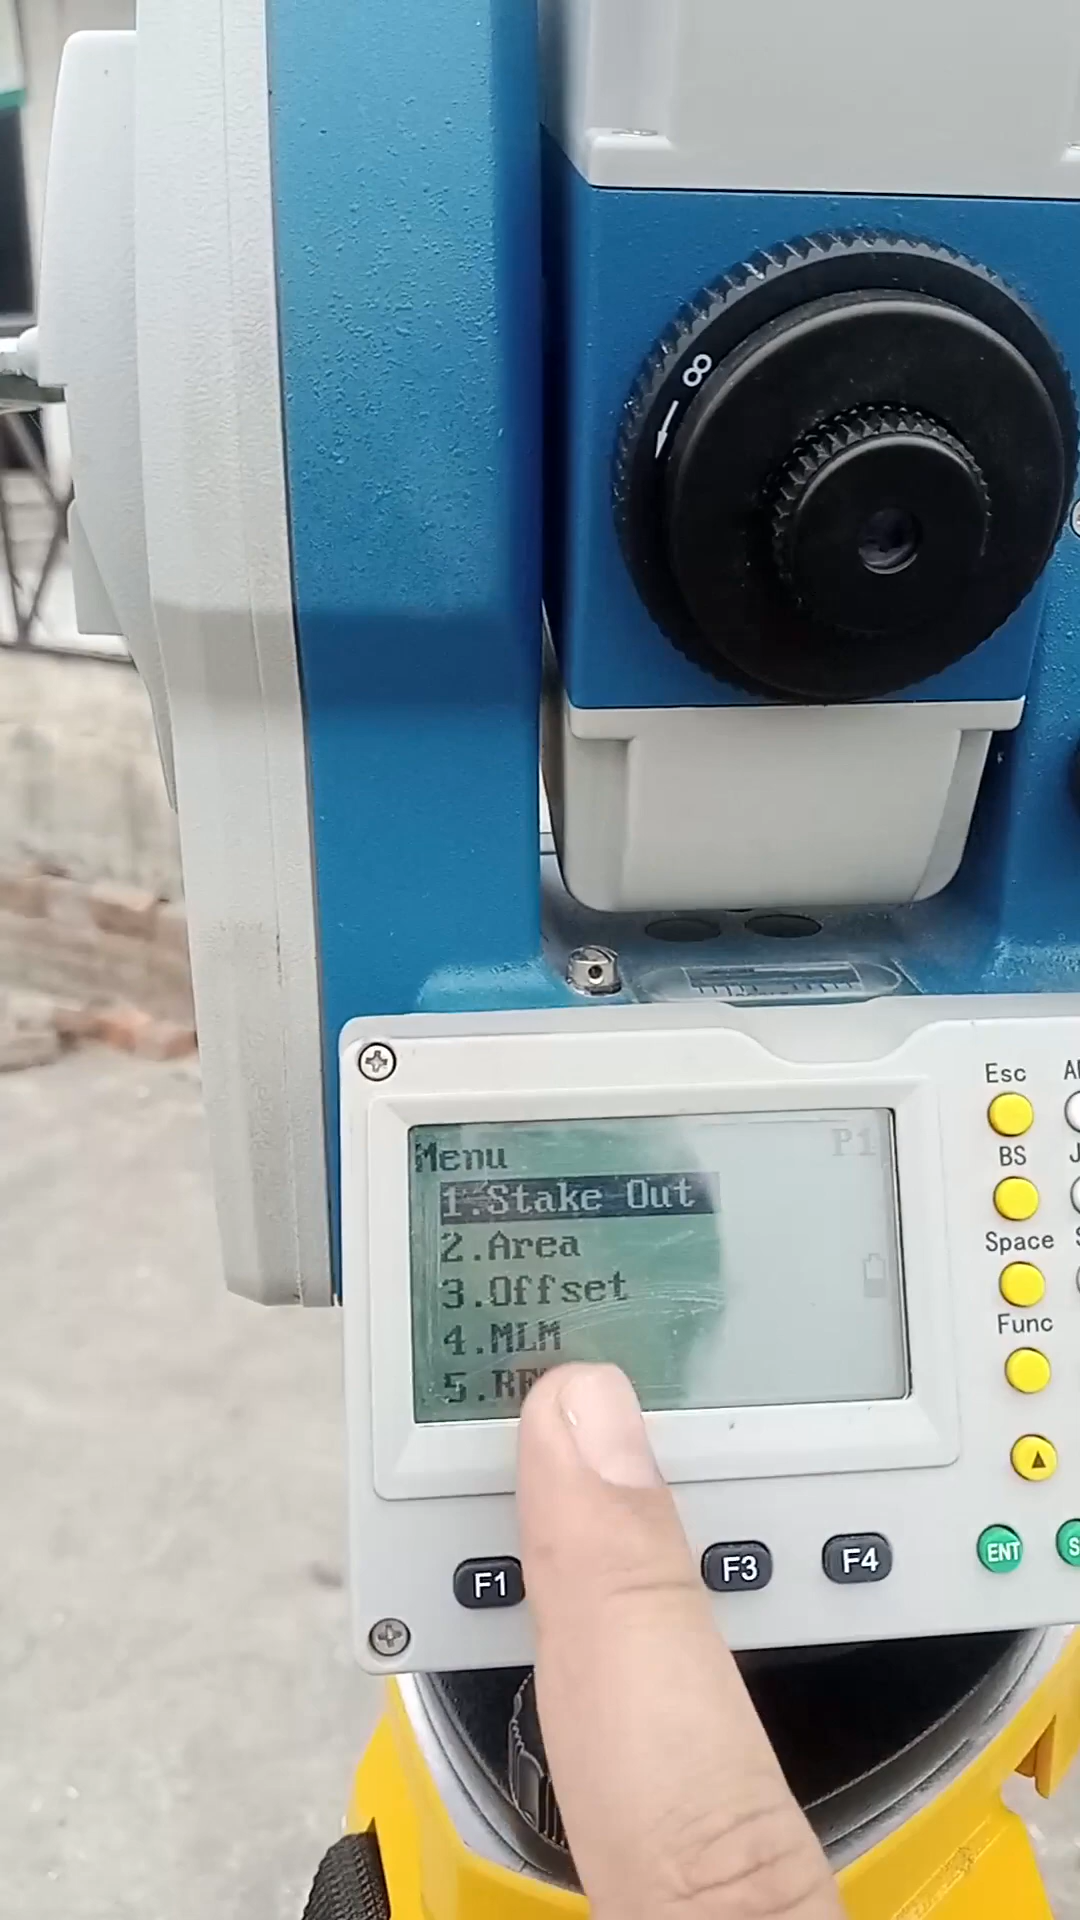 ∞
Menu P1
1.Stake Out
2.Area
3.Offset
4.MLM
5.
Esc
BS
Space
Func
▲
F1 F3 F4 ENT